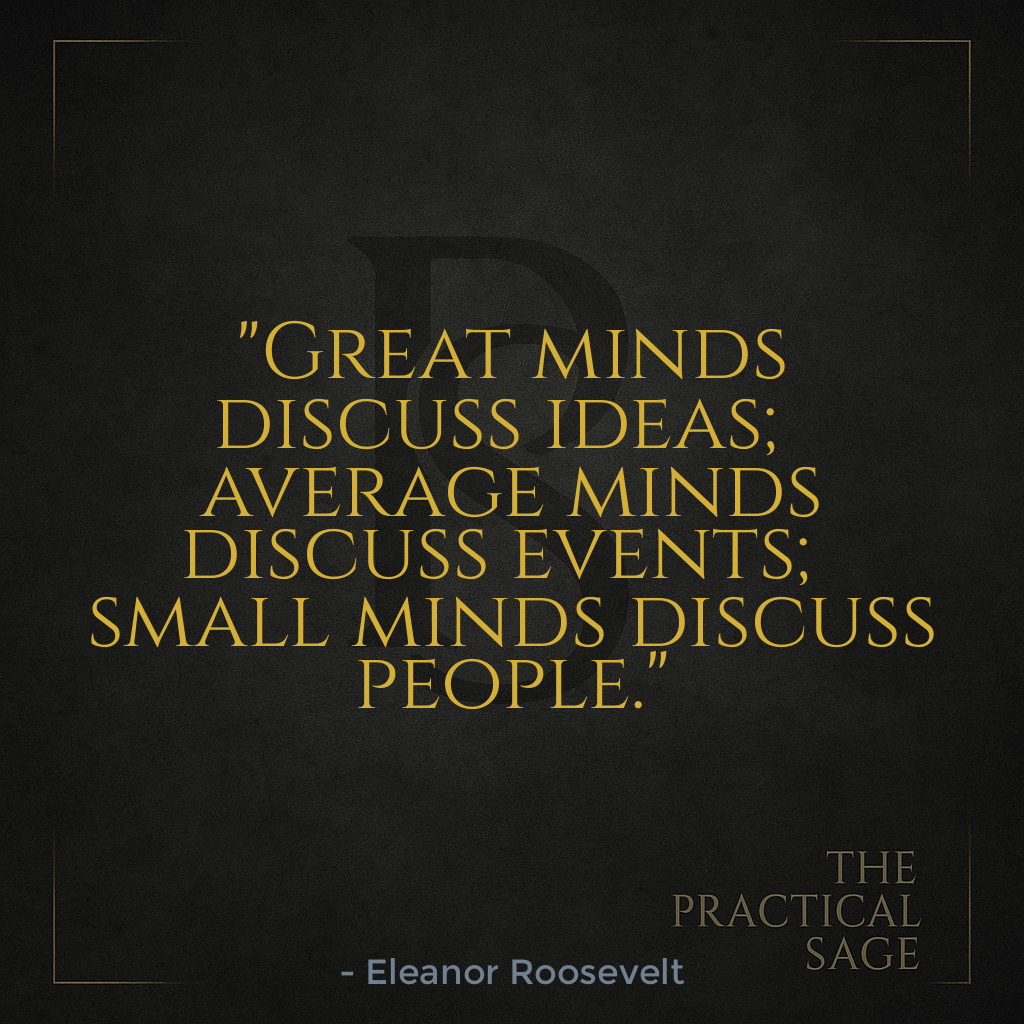 "Great minds
discuss ideas;
average minds
discuss events;
small minds discuss
people."
THE
PRACTICAL
SAGE
- Eleanor Roosevelt